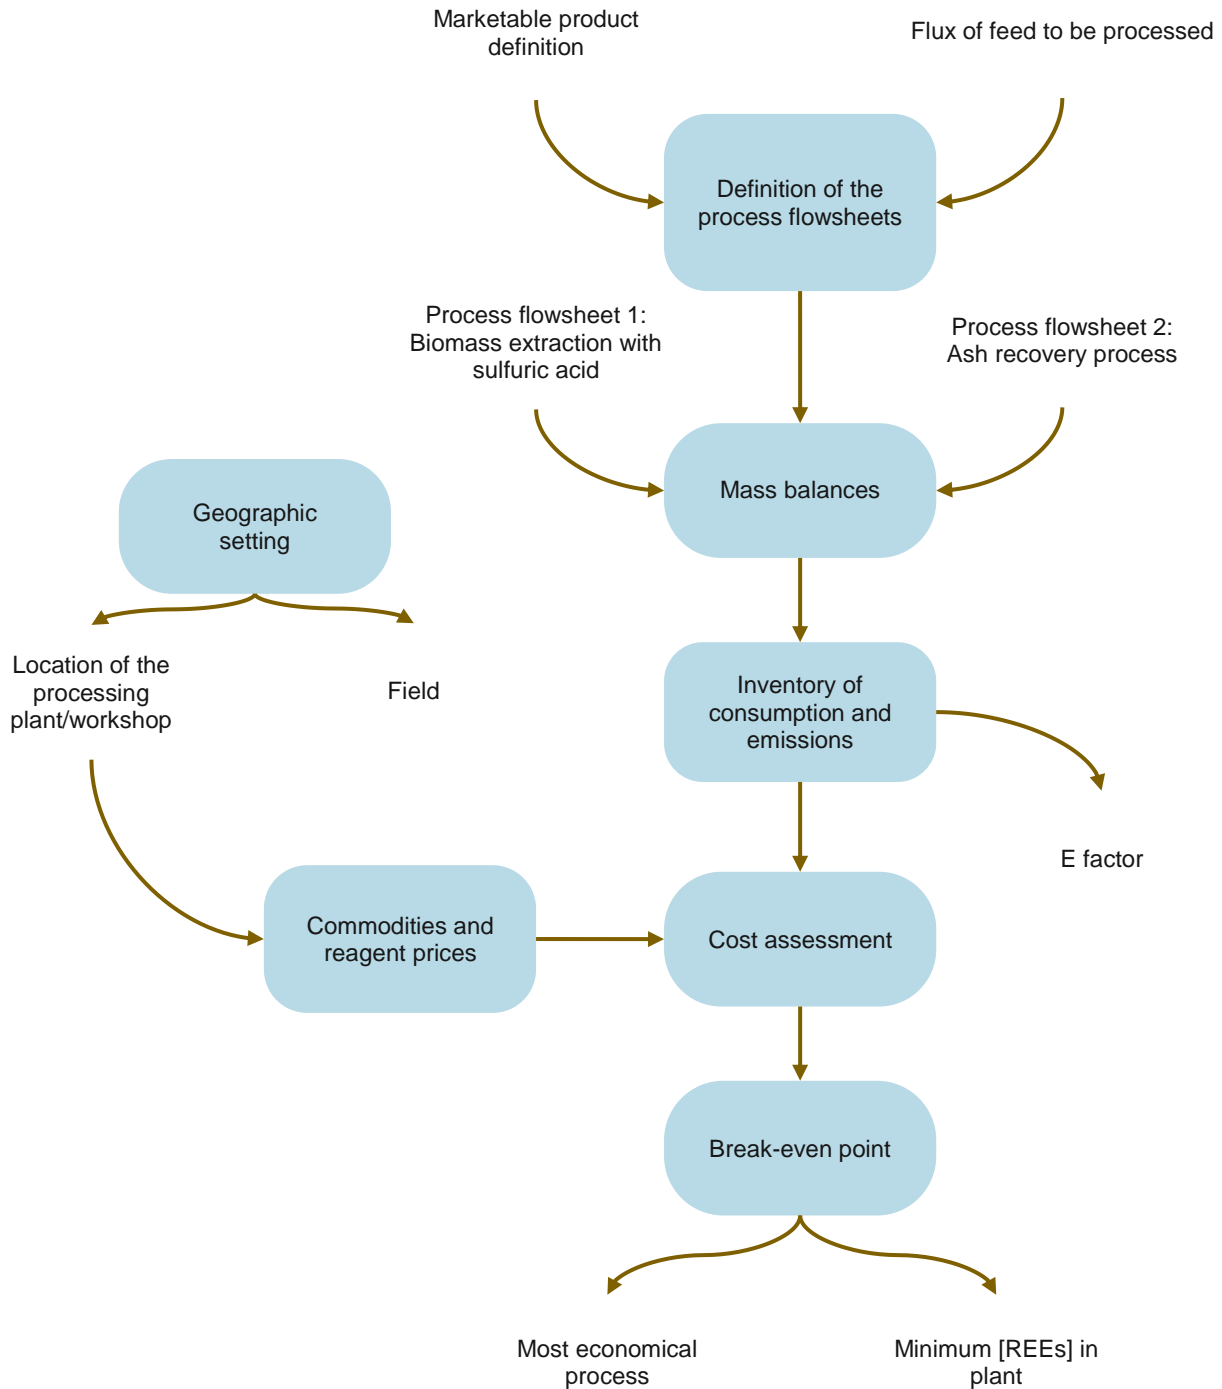 Marketable product
definition
Flux of feed to be processed
Definition of the
process flowsheets
Process flowsheet 1:
Biomass extraction with
sulfuric acid
Process flowsheet 2:
Ash recovery process
Mass balances
Geographic
setting
Location of the
processing
plant/workshop
Field
Inventory of
consumption and
emissions
E factor
Commodities and
reagent prices
Cost assessment
Break-even point
Most economical
process
Minimum [REEs] in
plant